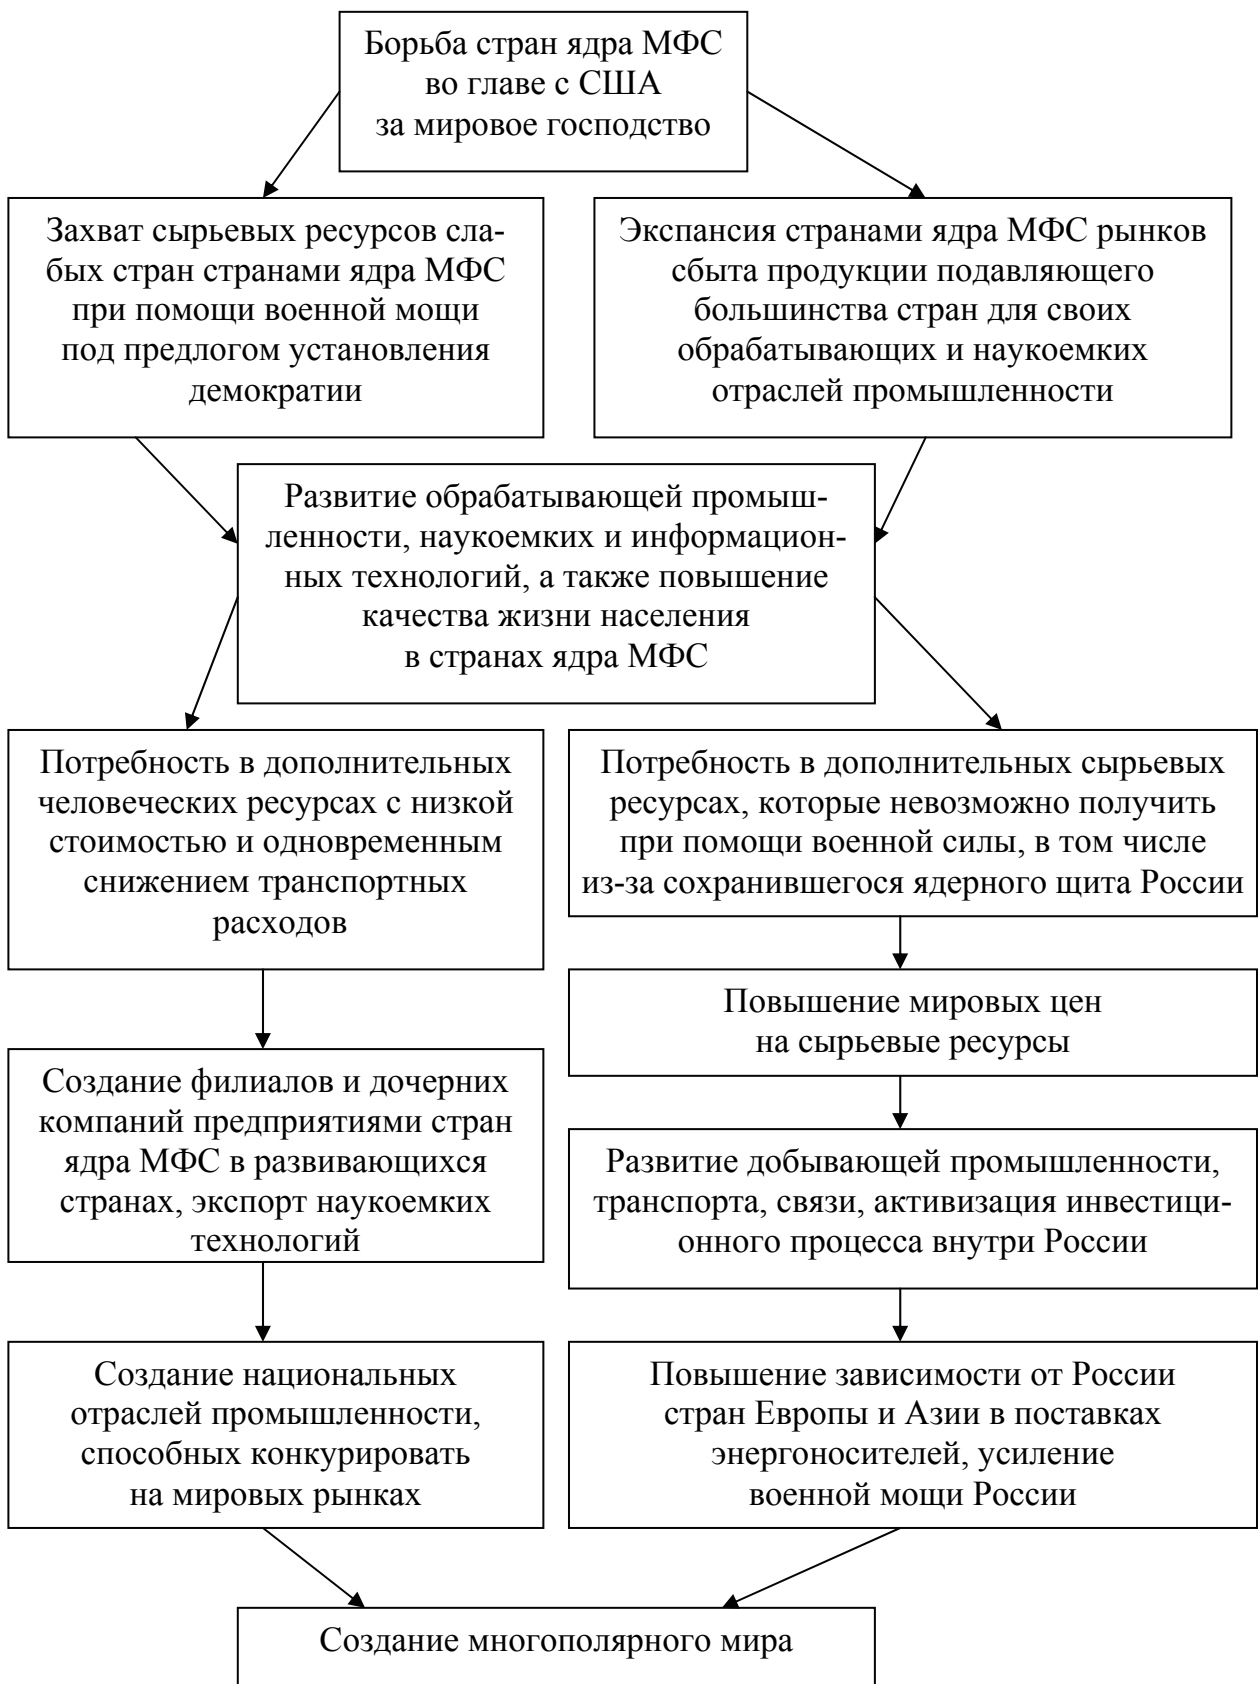 Борьба стран ядра МФС
во главе с США
за мировое господство
Захват сырьевых ресурсов сла-
бых стран странами ядра МФС
при помощи военной мощи
под предлогом установления
демократии
Экспансия странами ядра МФС рынков
сбыта продукции подавляющего
большинства стран для своих
обрабатывающих и наукоемких
отраслей промышленности
Развитие обрабатывающей промыш-
ленности, наукоемких и информацион-
ных технологий, а также повышение
качества жизни населения
в странах ядра МФС
Потребность в дополнительных
человеческих ресурсах с низкой
стоимостью и одновременным
снижением транспортных
расходов
Потребность в дополнительных сырьевых
ресурсах, которые невозможно получить
при помощи военной силы, в том числе
из-за сохранившегося ядерного щита России
Повышение мировых цен
на сырьевые ресурсы
Создание филиалов и дочерних
компаний предприятиями стран
ядра МФС в развивающихся
странах, экспорт наукоемких
технологий
Развитие добывающей промышленности,
транспорта, связи, активизация инвестици-
онного процесса внутри России
Создание национальных
отраслей промышленности,
способных конкурировать
на мировых рынках
Повышение зависимости от России
стран Европы и Азии в поставках
энергоносителей, усиление
военной мощи России
Создание многополярного мира